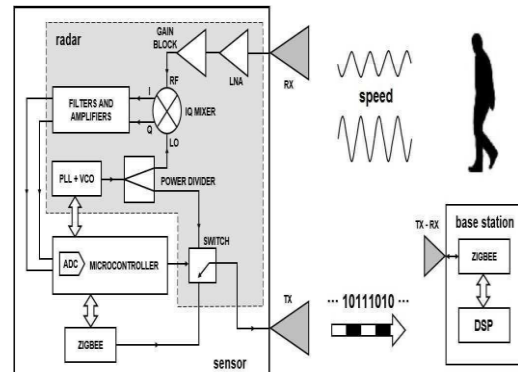 radar
GAIN
BLOCK
LNA
RX
RF
I
Q
LO
IQ MIXER
FILTERS AND
AMPLIFIERS
PLL + VCO
POWER DIVIDER
SWITCH
ADC
MICROCONTROLLER
ZIGBEE
TX
sensor
speed
··· 10111010 ···
base station
TX - RX
ZIGBEE
DSP